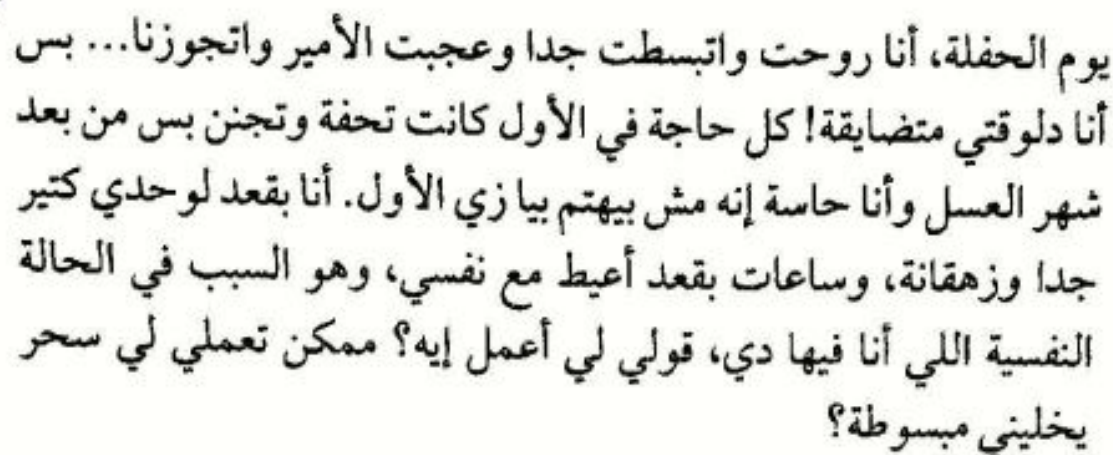 يوم الحفلة، أنا روحت واتبسطت جدا وعجبت الأمير واتجوزنا... بس
أنا دلوقتي متضايقة! كل حاجة في الأول كانت تحفة وتجنن بس من بعد
شهر العسل وأنا حاسة إنه مش بيهتم بيا زي الأول. أنا بقعد لوحدي كتير
جدا وزهقانة، وساعات بقعد أعيط مع نفسي، وهو السبب في الحالة
النفسية اللي أنا فيها دي، قولي لي أعمل إيه؟ ممكن تعملي لي سحر
يخليني مبسوطة؟